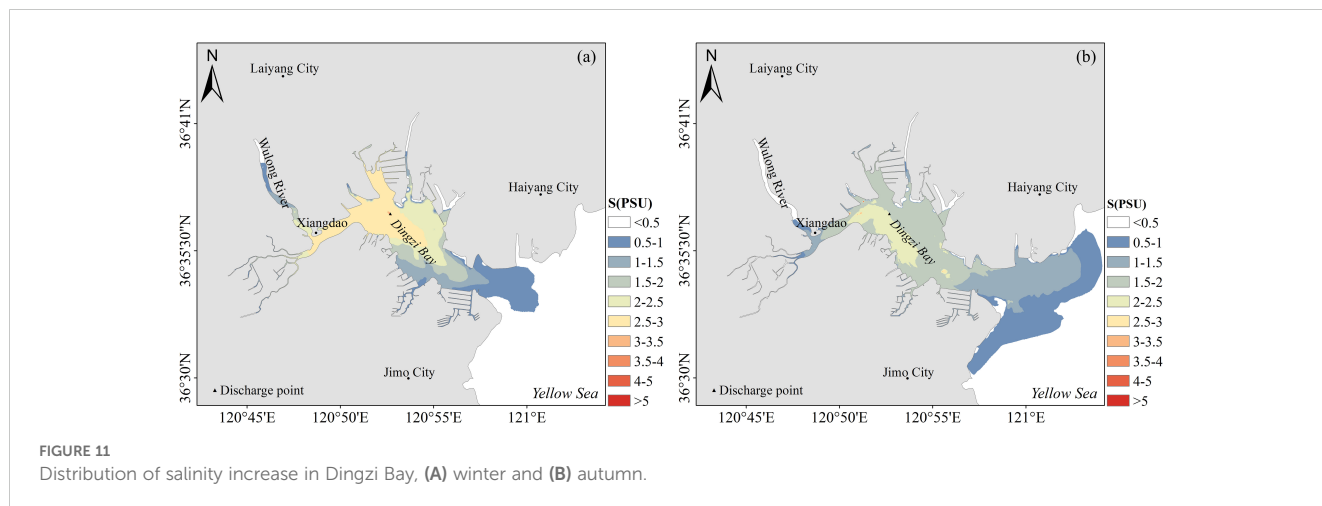 N
(a)
Laiyang City
36°41'N
Wulong River
Haiyang City
Xiangdao
36°35'30"N
Dingzi Bay
36°30'N
Jimo City
Discharge point
Yellow Sea
120°45'E
120°50'E
120°55'E
121°E
S(PSU)
<0.5
0.5-1
1-1.5
1.5-2
2-2.5
2.5-3
3-3.5
3.5-4
4-5
>5
N
(b)
Laiyang City
36°41'N
Wulong River
Haiyang City
Xiangdao
36°35'30"N
Dingzi Bay
36°30'N
Jimo City
Discharge point
Yellow Sea
120°45'E
120°50'E
120°55'E
121°E
S(PSU)
<0.5
0.5-1
1-1.5
1.5-2
2-2.5
2.5-3
3-3.5
3.5-4
4-5
>5
FIGURE 11
Distribution of salinity increase in Dingzi Bay, (A) winter and (B) autumn.